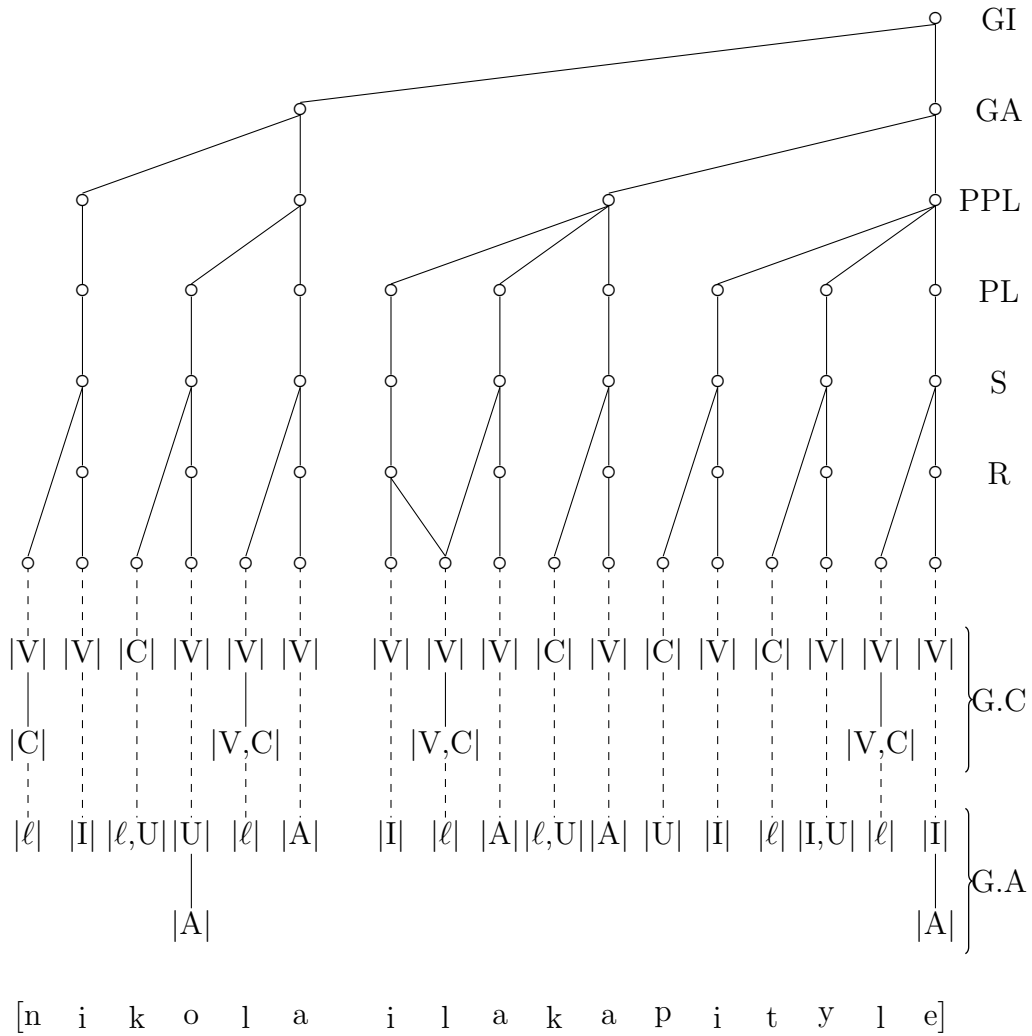 GI
GA
PPL
PL
S
R
|V| |V| |C| |V| |V| |V| |V| |V| |V| |C| |V| |C| |V| |C| |V| |V| |V|
G.C
|C| |V,C| |V,C| |V,C|
|ℓ| |I| |ℓ,U| |U| |ℓ| |A| |I| |ℓ| |A| |ℓ,U| |A| |U| |I| |ℓ| |I,U| |ℓ| |I|
G.A
|A| |A|
[n i k o l a i l a k a p i t y l e]